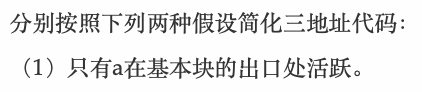 分别按照下列两种假设简化三地址代码：
（1）只有a在基本块的出口处活跃。